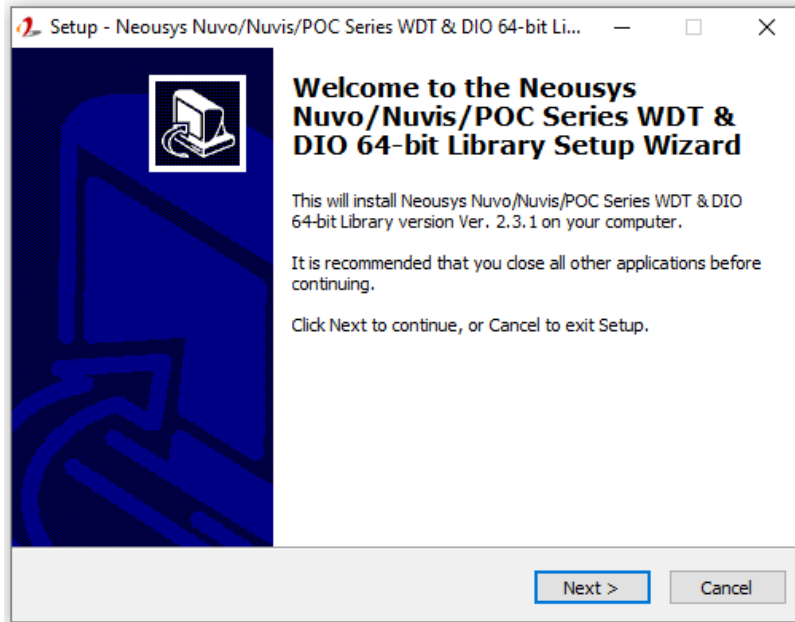 Setup - Neousys Nuvo/Nuvis/POC Series WDT & DIO 64-bit Li...
Welcome to the Neousys
Nuvo/Nuvis/POC Series WDT &
DIO 64-bit Library Setup Wizard
This will install Neousys Nuvo/Nuvis/POC Series WDT & DIO
64-bit Library version Ver. 2.3.1 on your computer.
It is recommended that you close all other applications before
continuing.
Click Next to continue, or Cancel to exit Setup.
Next >
Cancel